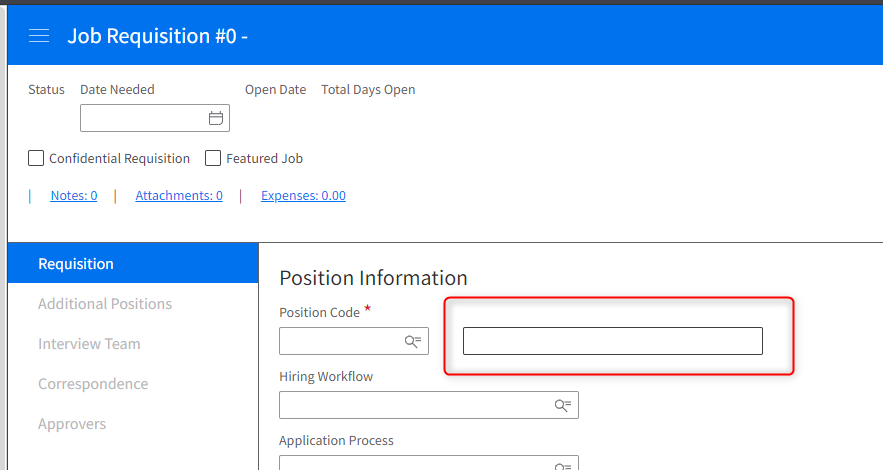 Job Requisition #0 -
Status Date Needed Open Date Total Days Open
Confidential Requisition Featured Job
| Notes: 0 | Attachments: 0 | Expenses: 0.00
Requisition
Additional Positions
Interview Team
Correspondence
Approvers
Position Information
Position Code *
Hiring Workflow
Application Process